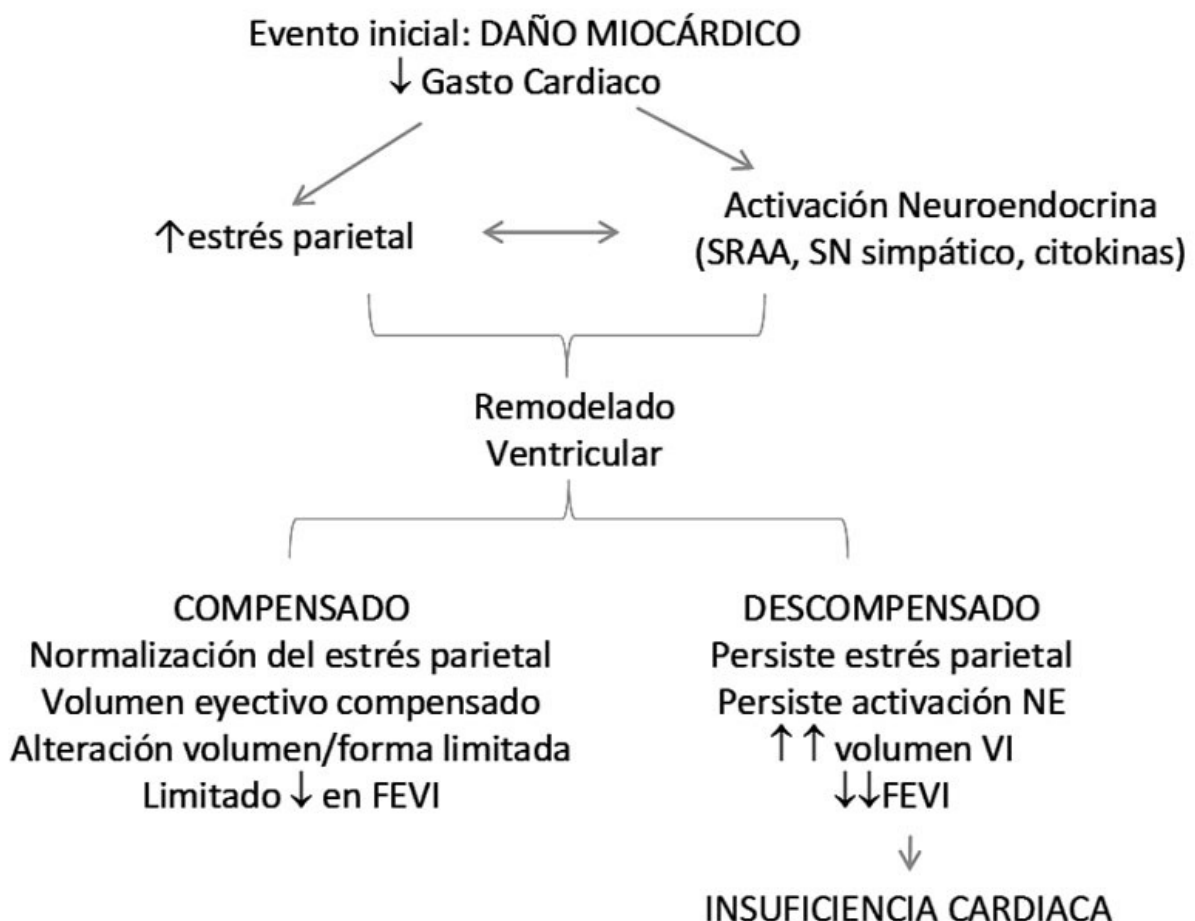 Evento inicial: DAÑO MIOCÁRDICO
↓ Gasto Cardiaco
↑estrés parietal
Activación Neuroendocrina
(SRAA, SN simpático, citokinas)
Remodelado
Ventricular
COMPENSADO
Normalización del estrés parietal
Volumen eyectivo compensado
Alteración volumen/forma limitada
Limitado ↓ en FEVI
DESCOMPENSADO
Persiste estrés parietal
Persiste activación NE
↑↑ volumen VI
↓↓FEVI
INSUFICIENCIA CARDIACA